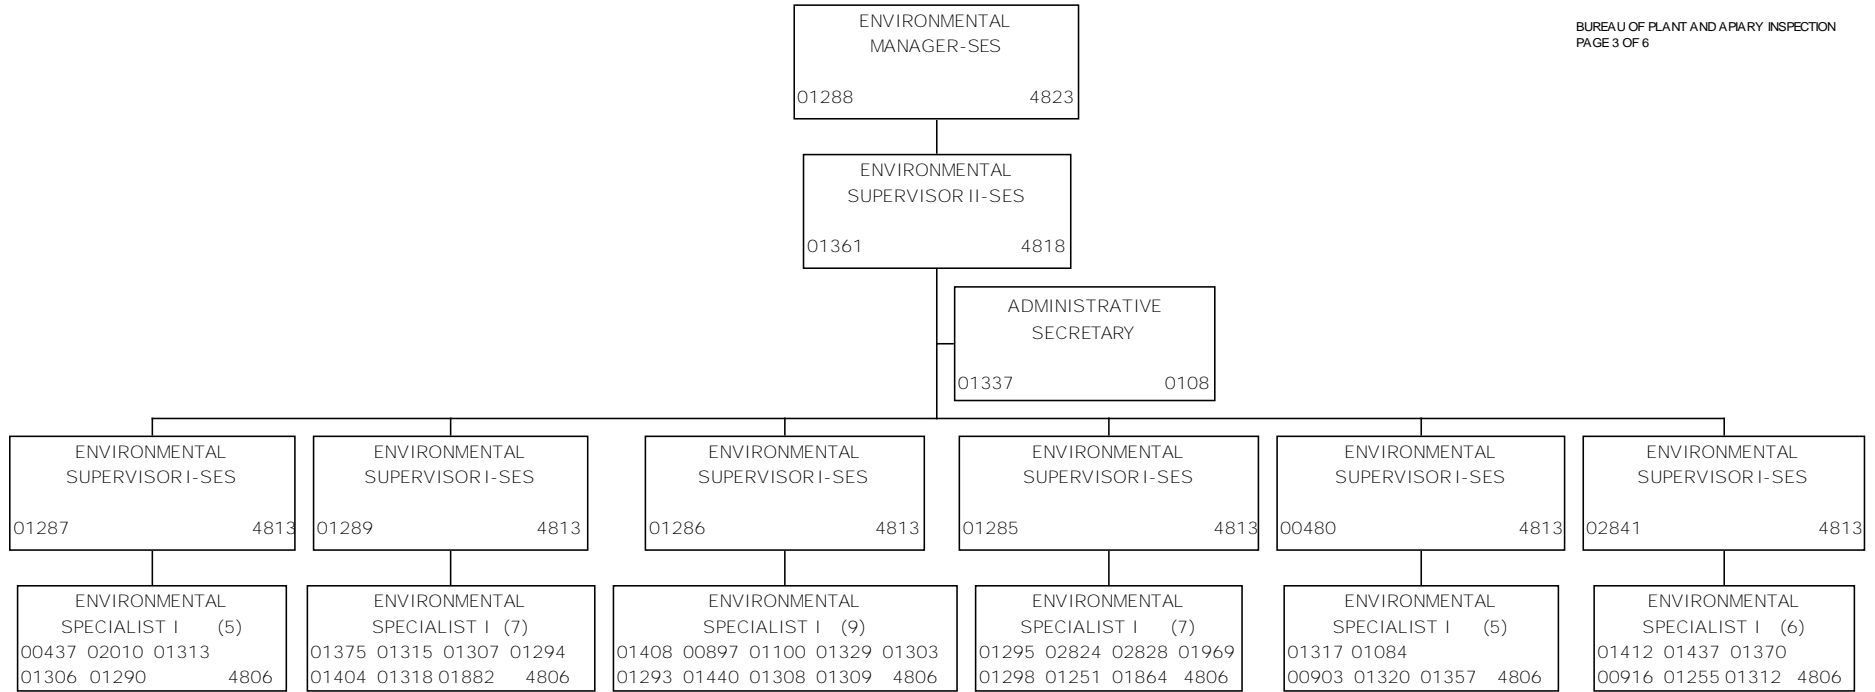 BUREAU OF PLANT AND APIARY INSPECTION
PAGE 3 OF 6
ENVIRONMENTAL
MANAGER-SES
01288 4823
ENVIRONMENTAL
SUPERVISOR II-SES
01361 4818
ADMINISTRATIVE
SECRETARY
01337 0108
ENVIRONMENTAL
SUPERVISOR I-SES
01287 4813
ENVIRONMENTAL
SUPERVISOR I-SES
01289 4813
ENVIRONMENTAL
SUPERVISOR I-SES
01286 4813
ENVIRONMENTAL
SUPERVISOR I-SES
01285 4813
ENVIRONMENTAL
SUPERVISOR I-SES
00480 4813
ENVIRONMENTAL
SUPERVISOR I-SES
02841 4813
ENVIRONMENTAL
SPECIALIST I (5)
00437 02010 01313
01306 01290 4806
ENVIRONMENTAL
SPECIALIST I (7)
01375 01315 01307 01294
01404 01318 01882 4806
ENVIRONMENTAL
SPECIALIST I (9)
01408 00897 01100 01329 01303
01293 01440 01308 01309 4806
ENVIRONMENTAL
SPECIALIST I (7)
01295 02824 02828 01969
01298 01251 01864 4806
ENVIRONMENTAL
SPECIALIST I (5)
01317 01084
00903 01320 01357 4806
ENVIRONMENTAL
SPECIALIST I (6)
01412 01437 01370
00916 01255 01312 4806